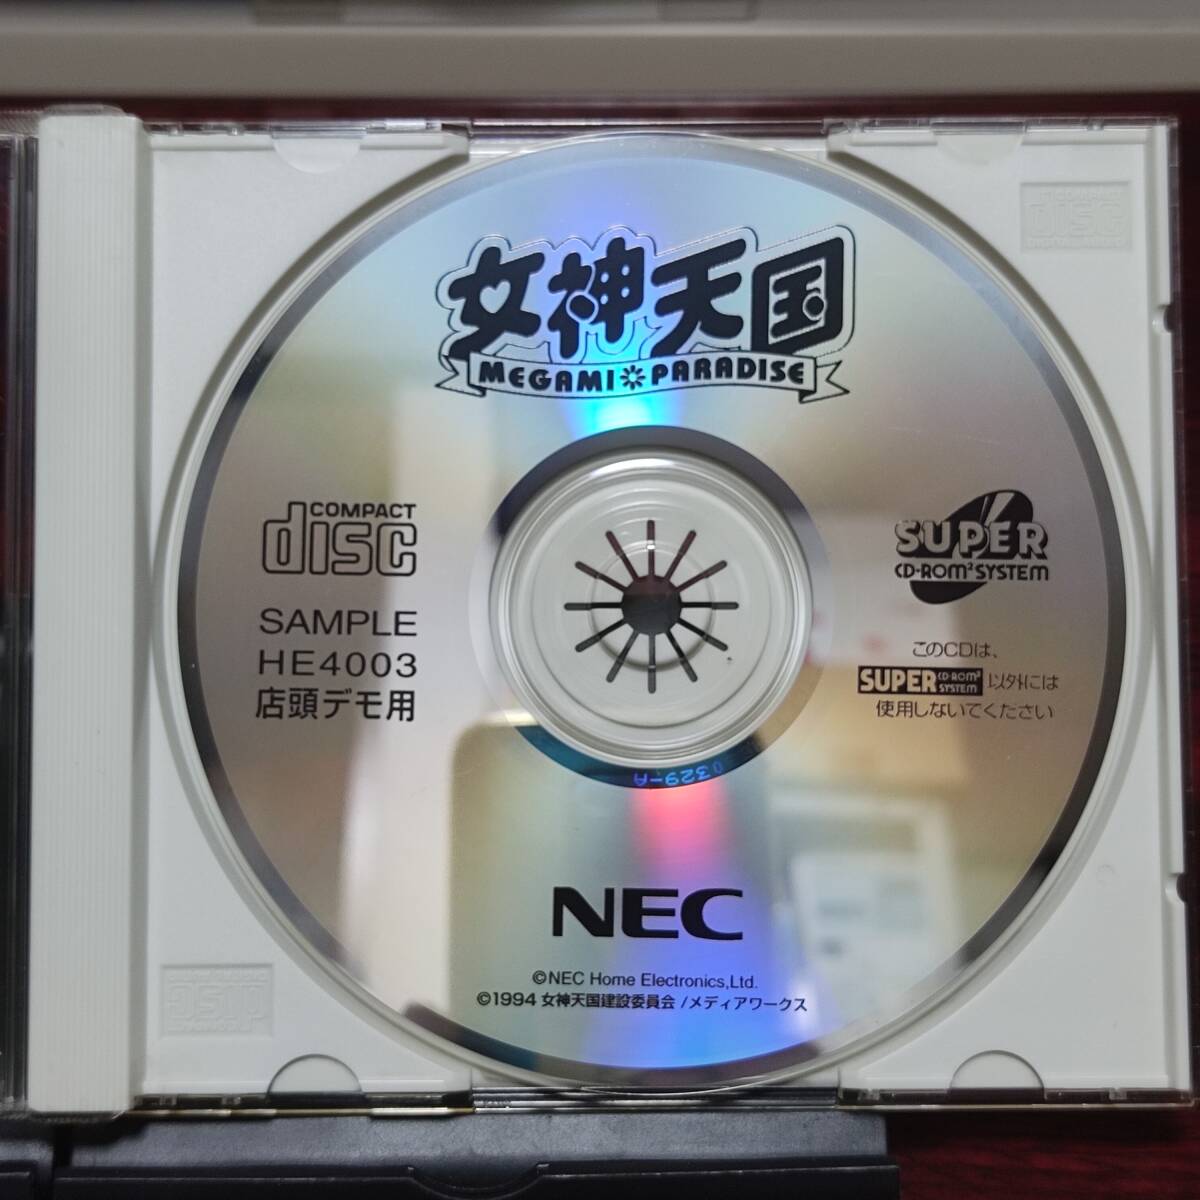 女神天国
MEGAMI PARADISE
COMPACT
disc
SAMPLE
HE4003
店頭デモ用
SUPER
CD-ROM² SYSTEM
このCDは、
SUPER CD-ROM² SYSTEM 以外には
使用しないでください
0329-A
NEC
©NEC Home Electronics,Ltd.
©1994 女神天国建設委員会/メディアワークス
disc
disc